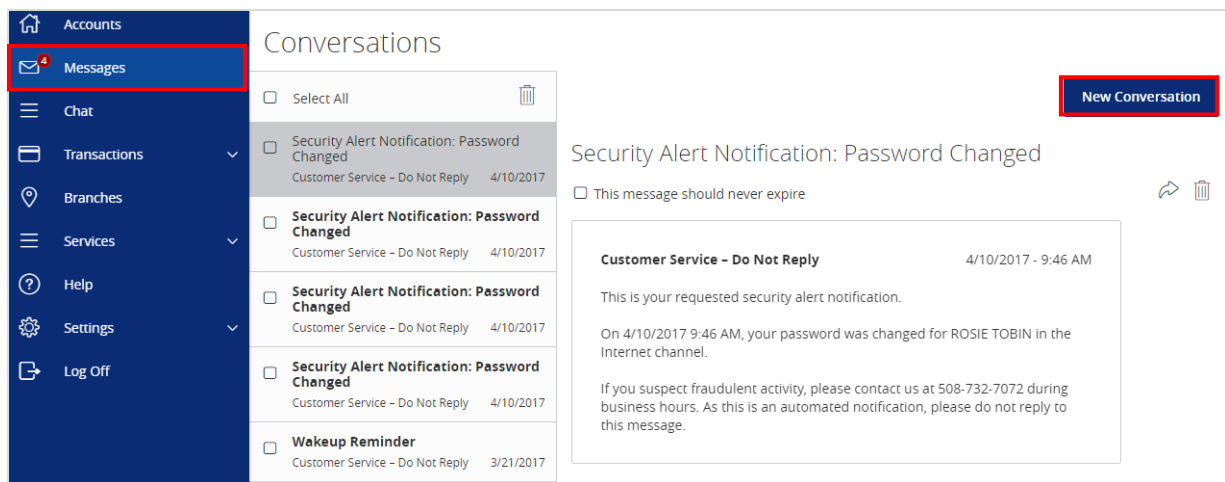 Accounts
4
Messages
Chat
Transactions
Branches
Services
Help
Settings
Log Off
Conversations
Select All
Security Alert Notification: Password
Changed
Customer Service – Do Not Reply 4/10/2017
Security Alert Notification: Password
Changed
Customer Service – Do Not Reply 4/10/2017
Security Alert Notification: Password
Changed
Customer Service – Do Not Reply 4/10/2017
Security Alert Notification: Password
Changed
Customer Service – Do Not Reply 4/10/2017
Wakeup Reminder
Customer Service – Do Not Reply 3/21/2017
New Conversation
Security Alert Notification: Password Changed
This message should never expire
Customer Service – Do Not Reply 4/10/2017 - 9:46 AM
This is your requested security alert notification.
On 4/10/2017 9:46 AM, your password was changed for ROSIE TOBIN in the
Internet channel.
If you suspect fraudulent activity, please contact us at 508-732-7072 during
business hours. As this is an automated notification, please do not reply to
this message.